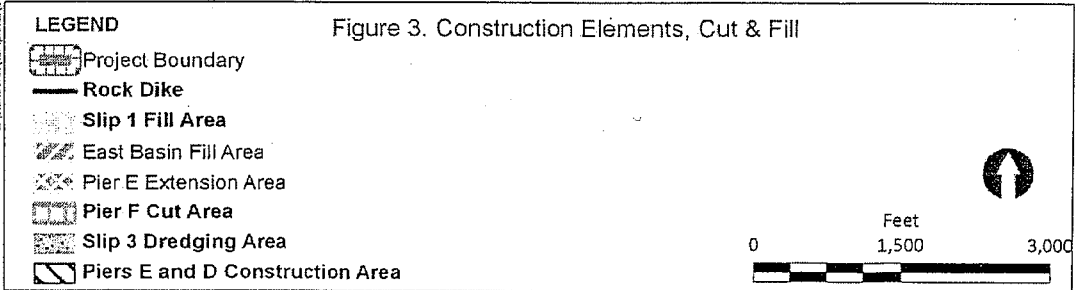 LEGEND
Figure 3. Construction Elements, Cut & Fill
Project Boundary
Rock Dike
Slip 1 Fill Area
East Basin Fill Area
Pier E Extension Area
Pier F Cut Area
Slip 3 Dredging Area
Piers E and D Construction Area
Feet
0 1,500 3,000